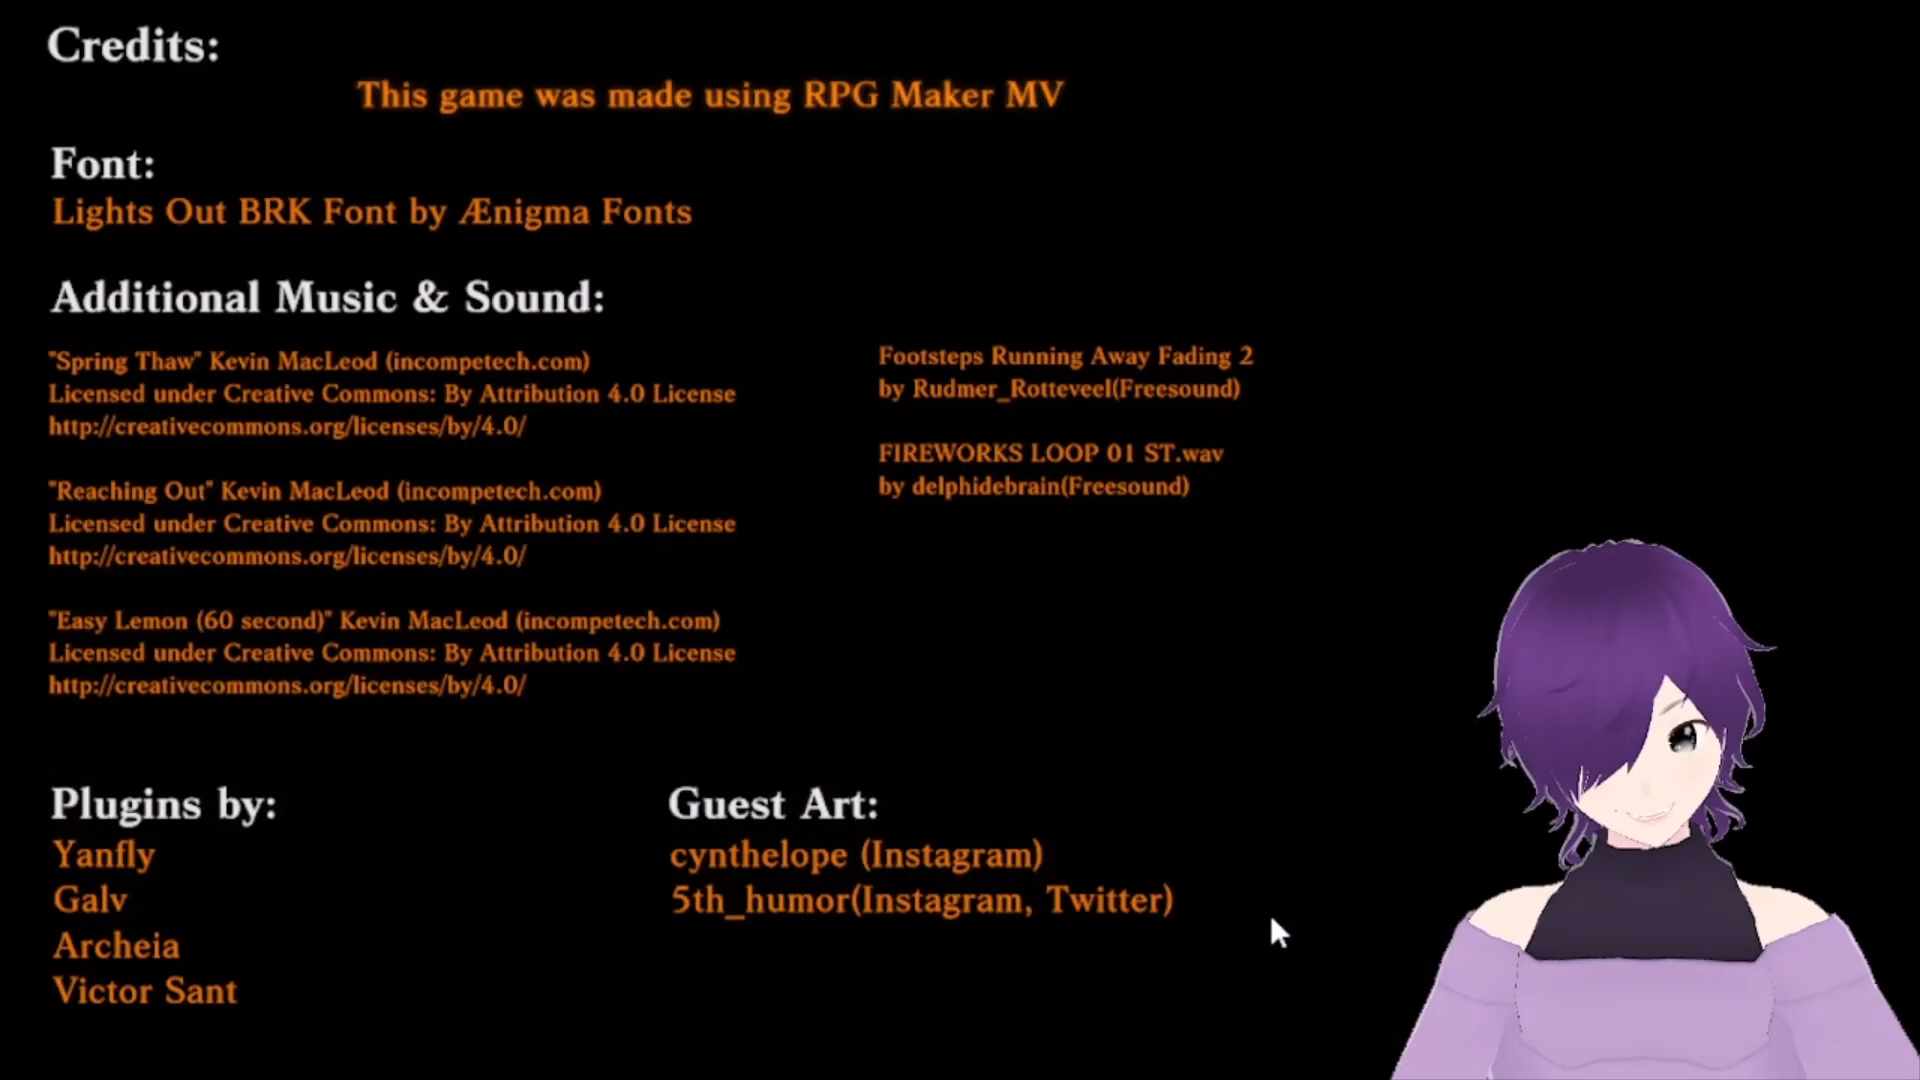 Credits:
This game was made using RPG Maker MV
Font:
Lights Out BRK Font by Ænigma Fonts
Additional Music & Sound:
"Spring Thaw" Kevin MacLeod (incompetech.com)
Licensed under Creative Commons: By Attribution 4.0 License
http://creativecommons.org/licenses/by/4.0/
"Reaching Out" Kevin MacLeod (incompetech.com)
Licensed under Creative Commons: By Attribution 4.0 License
http://creativecommons.org/licenses/by/4.0/
"Easy Lemon (60 second)" Kevin MacLeod (incompetech.com)
Licensed under Creative Commons: By Attribution 4.0 License
http://creativecommons.org/licenses/by/4.0/
Footsteps Running Away Fading 2
by Rudmer_Rotteveel(Freesound)
FIREWORKS LOOP 01 ST.wav
by delphidebrain(Freesound)
Plugins by:
Yanfly
Galv
Archeia
Victor Sant
Guest Art:
cynthelope (Instagram)
5th_humor(Instagram, Twitter)